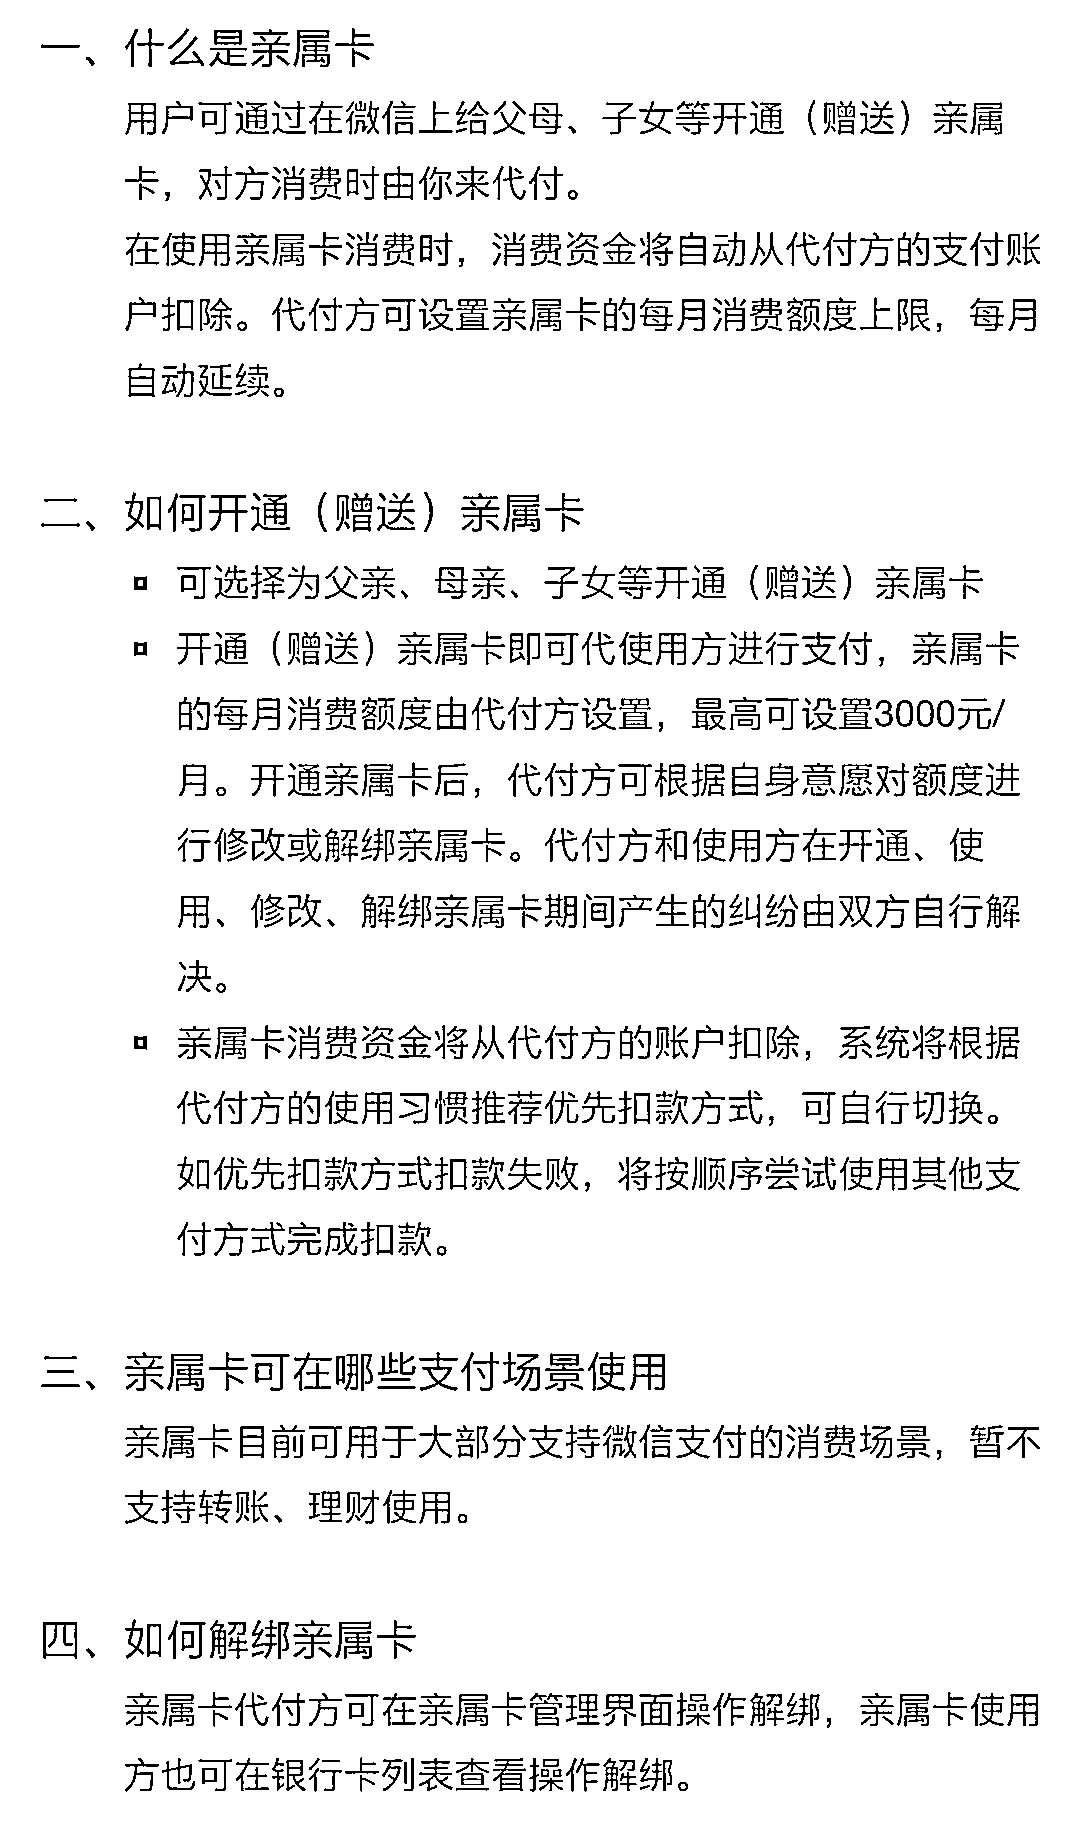 一、什么是亲属卡
用户可通过在微信上给父母、子女等开通（赠送）亲属
卡，对方消费时由你来代付。
在使用亲属卡消费时，消费资金将自动从代付方的支付账
户扣除。代付方可设置亲属卡的每月消费额度上限，每月
自动延续。
二、如何开通（赠送）亲属卡
▫ 可选择为父亲、母亲、子女等开通（赠送）亲属卡
▫ 开通（赠送）亲属卡即可代使用方进行支付，亲属卡
的每月消费额度由代付方设置，最高可设置3000元/
月。开通亲属卡后，代付方可根据自身意愿对额度进
行修改或解绑亲属卡。代付方和使用方在开通、使
用、修改、解绑亲属卡期间产生的纠纷由双方自行解
决。
▫ 亲属卡消费资金将从代付方的账户扣除，系统将根据
代付方的使用习惯推荐优先扣款方式，可自行切换。
如优先扣款方式扣款失败，将按顺序尝试使用其他支
付方式完成扣款。
三、亲属卡可在哪些支付场景使用
亲属卡目前可用于大部分支持微信支付的消费场景，暂不
支持转账、理财使用。
四、如何解绑亲属卡
亲属卡代付方可在亲属卡管理界面操作解绑，亲属卡使用
方也可在银行卡列表查看操作解绑。